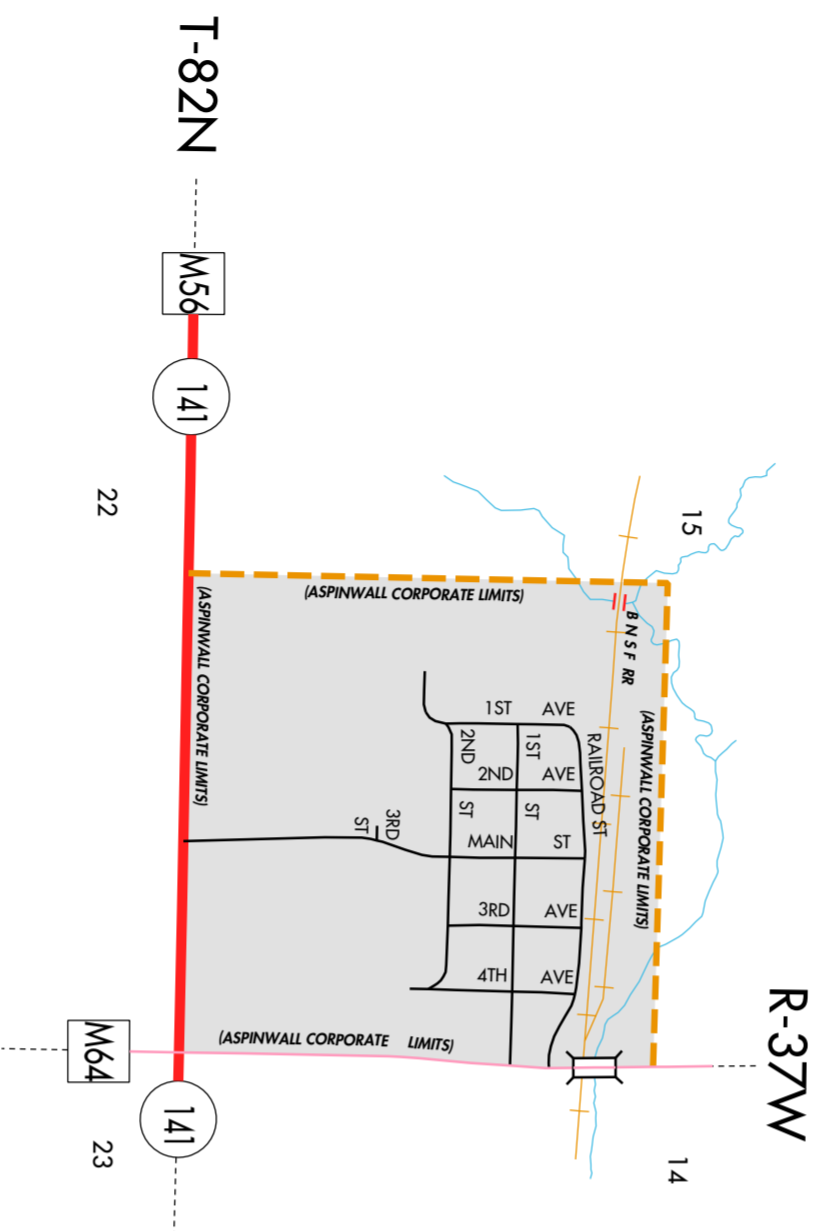 T-82N
M56
141
22
15
(ASPINWALL CORPORATE LIMITS)
BNSF RR
(ASPINWALL CORPORATE LIMITS)
(ASPINWALL CORPORATE LIMITS)
1ST AVE
RAILROAD ST
2ND ST
1ST ST
2ND AVE
3RD ST
MAIN ST
3RD AVE
4TH AVE
(ASPINWALL CORPORATE LIMITS)
R-37W
M64
141
23
14